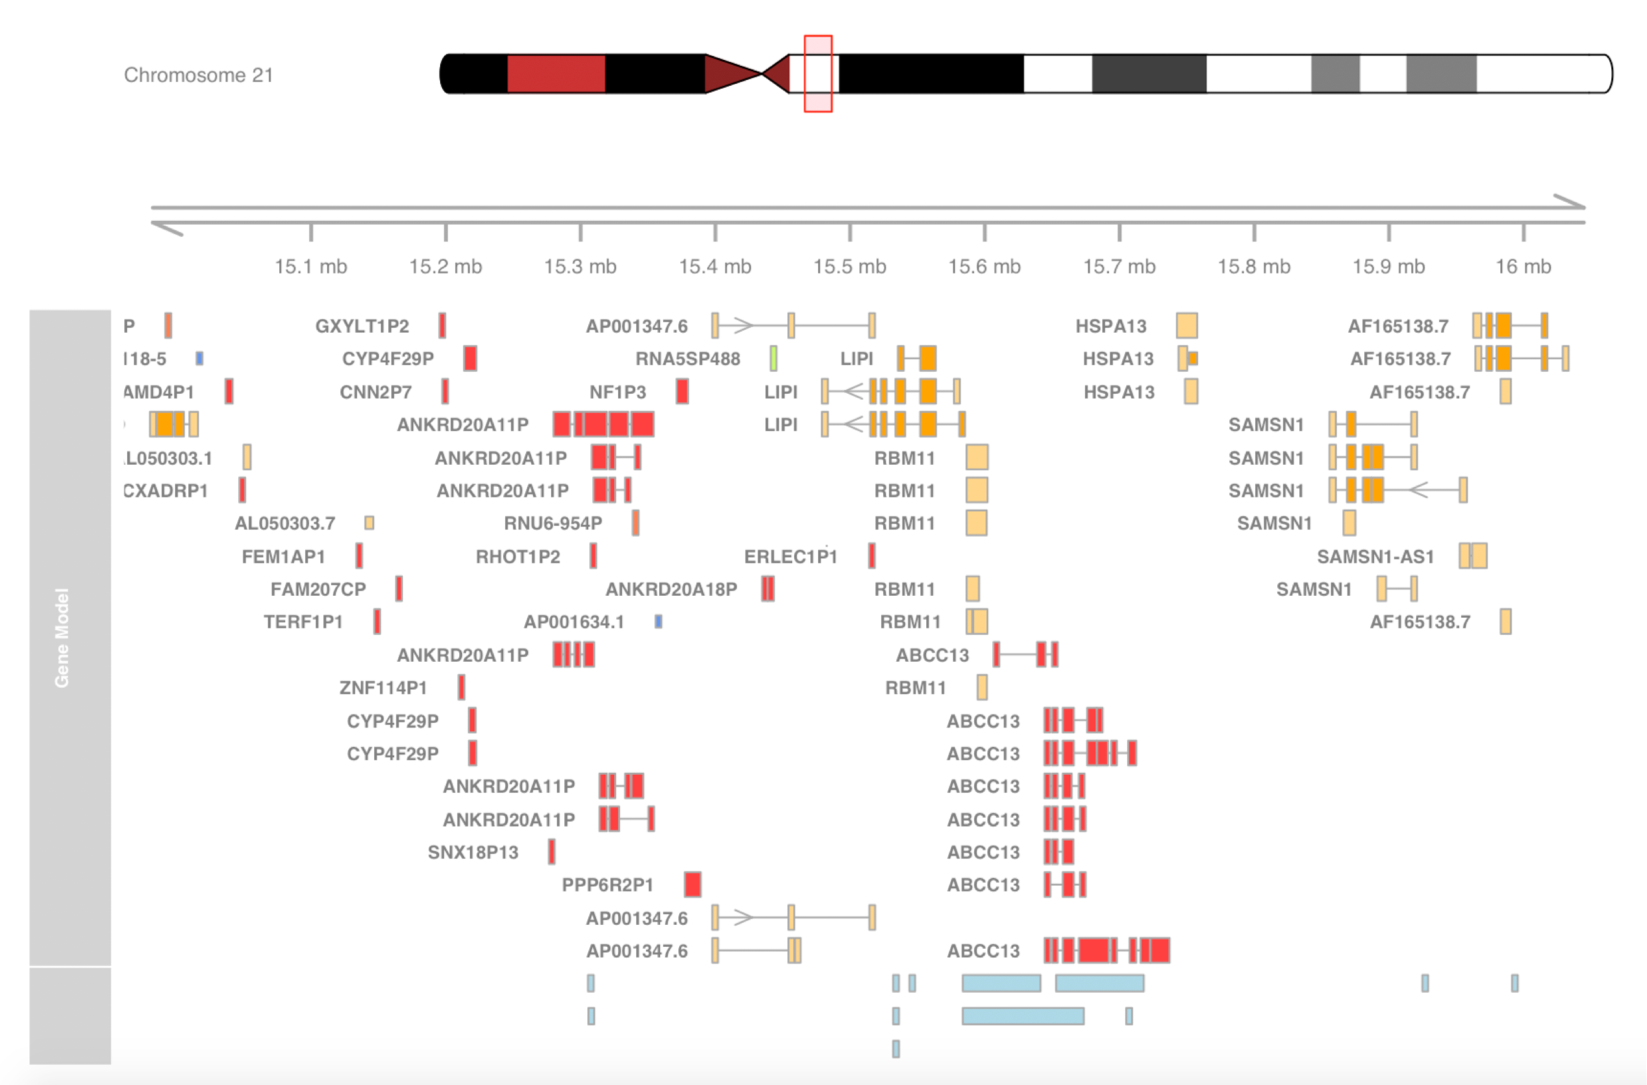 Chromosome 21
15.1 mb 15.2 mb 15.3 mb 15.4 mb 15.5 mb 15.6 mb 15.7 mb 15.8 mb 15.9 mb 16 mb
Gene Model
P GXYLT1P2 AP001347.6 HSPA13 AF165138.7
118-5 CYP4F29P RNA5SP488 LIPI HSPA13 AF165138.7
AMD4P1 CNN2P7 NF1P3 LIPI HSPA13 AF165138.7
ANKRD20A11P LIPI SAMSN1
L050303.1 ANKRD20A11P RBM11 SAMSN1
CXADRP1 ANKRD20A11P RBM11 SAMSN1
AL050303.7 RNU6-954P RBM11 SAMSN1
FEM1AP1 RHOT1P2 ERLEC1P1 SAMSN1-AS1
FAM207CP ANKRD20A18P RBM11 SAMSN1
TERF1P1 AP001634.1 RBM11 AF165138.7
ANKRD20A11P ABCC13
ZNF114P1 RBM11
CYP4F29P ABCC13
CYP4F29P ABCC13
ANKRD20A11P ABCC13
ANKRD20A11P ABCC13
SNX18P13 ABCC13
PPP6R2P1 ABCC13
AP001347.6
AP001347.6 ABCC13